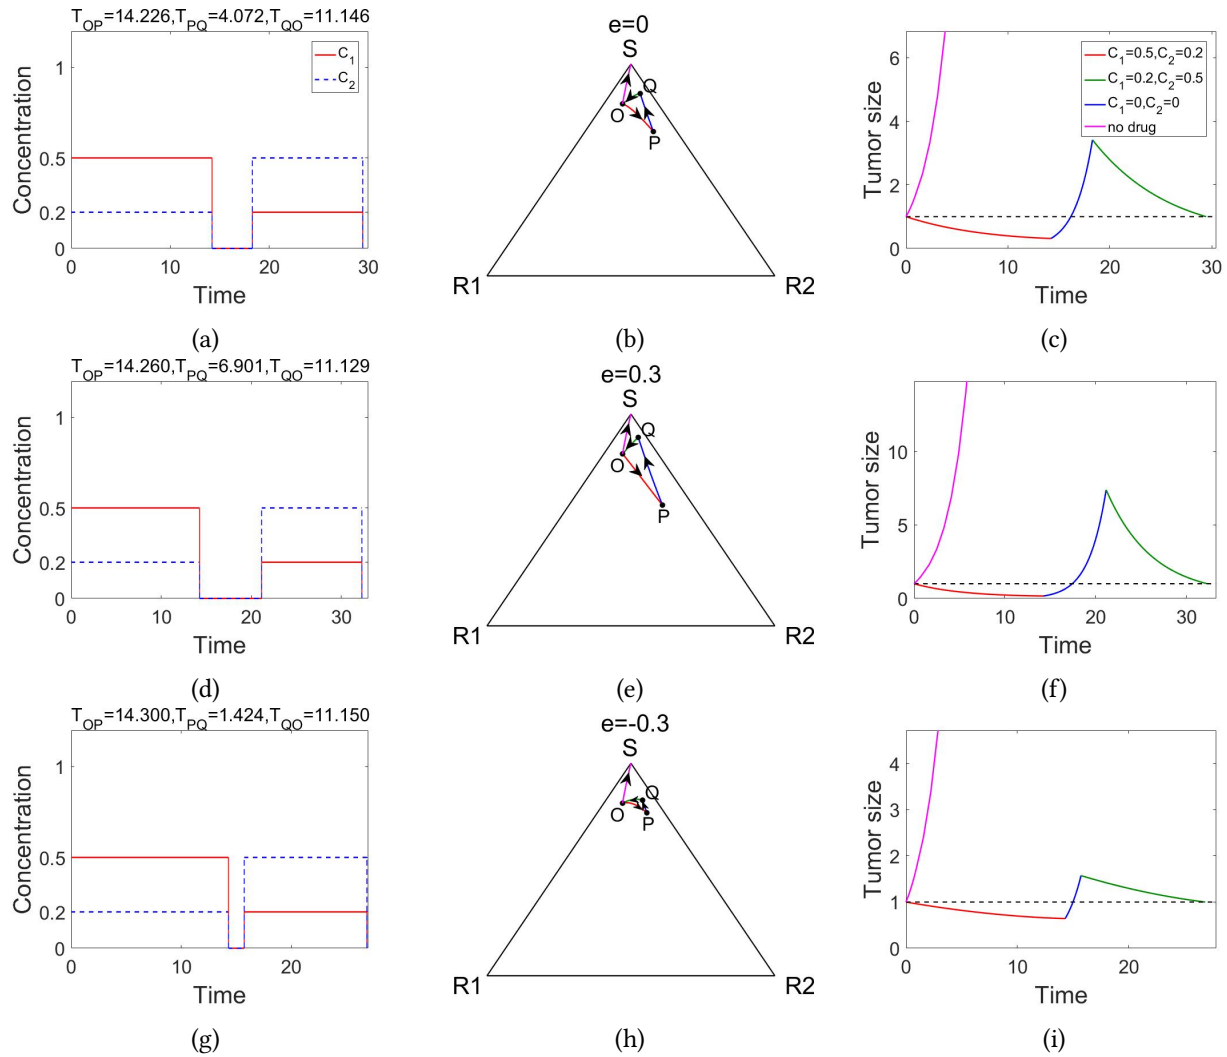 T_OP=14.226,T_PQ=4.072,T_QO=11.146
C_1
C_2
1
0.5
0.2
0
0 10 20 30
Concentration
Time
(a)
e=0
S
Q
O
P
R1 R2
(b)
6
4
2
0
0 10 20 30
Tumor size
Time
C_1=0.5,C_2=0.2
C_1=0.2,C_2=0.5
C_1=0,C_2=0
no drug
(c)
T_OP=14.260,T_PQ=6.901,T_QO=11.129
1
0.5
0.2
0
0 10 20 30
Concentration
Time
(d)
e=0.3
S
Q
O
P
R1 R2
(e)
10
5
0
0 10 20 30
Tumor size
Time
(f)
T_OP=14.300,T_PQ=1.424,T_QO=11.150
1
0.5
0.2
0
0 10 20
Concentration
Time
(g)
e=-0.3
S
Q
O
P
R1 R2
(h)
4
3
2
1
0
0 10 20
Tumor size
Time
(i)